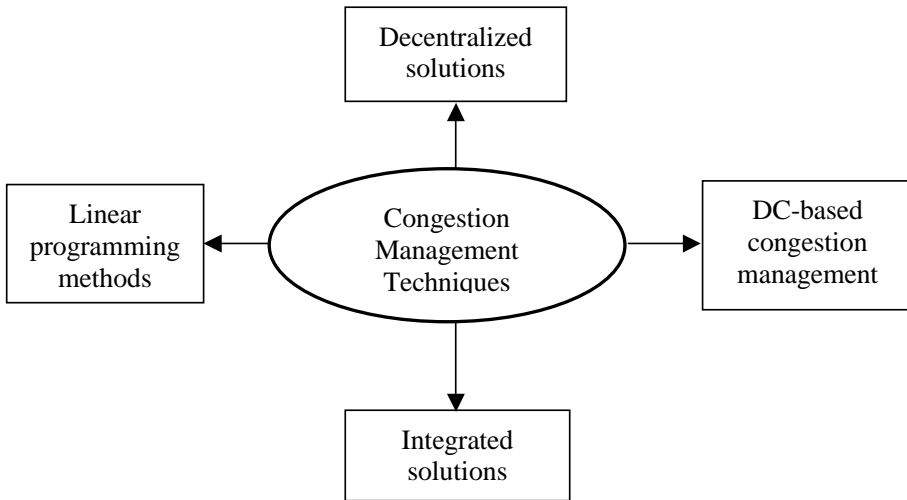 Decentralized
solutions
Linear
programming
methods
Congestion
Management
Techniques
DC-based
congestion
management
Integrated
solutions